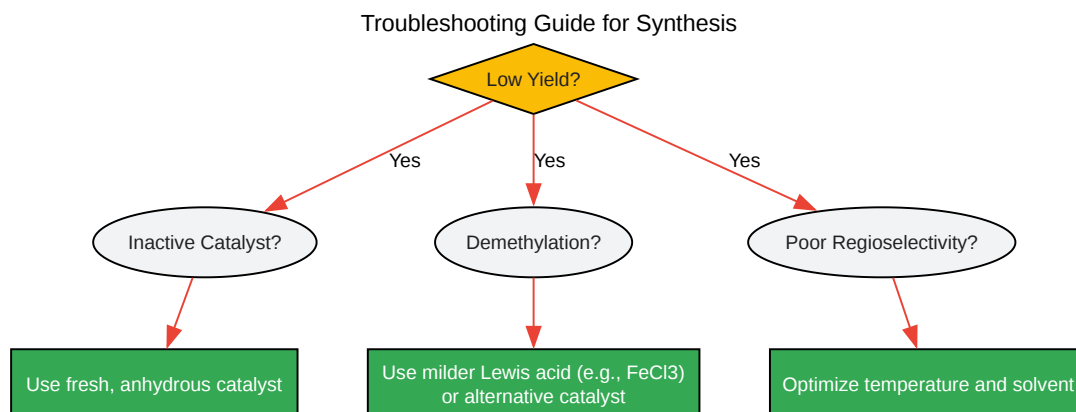 Troubleshooting Guide for Synthesis
Low Yield?
Yes
Yes
Yes
Inactive Catalyst?
Demethylation?
Poor Regioselectivity?
Use fresh, anhydrous catalyst
Use milder Lewis acid (e.g., FeCl3)
or alternative catalyst
Optimize temperature and solvent